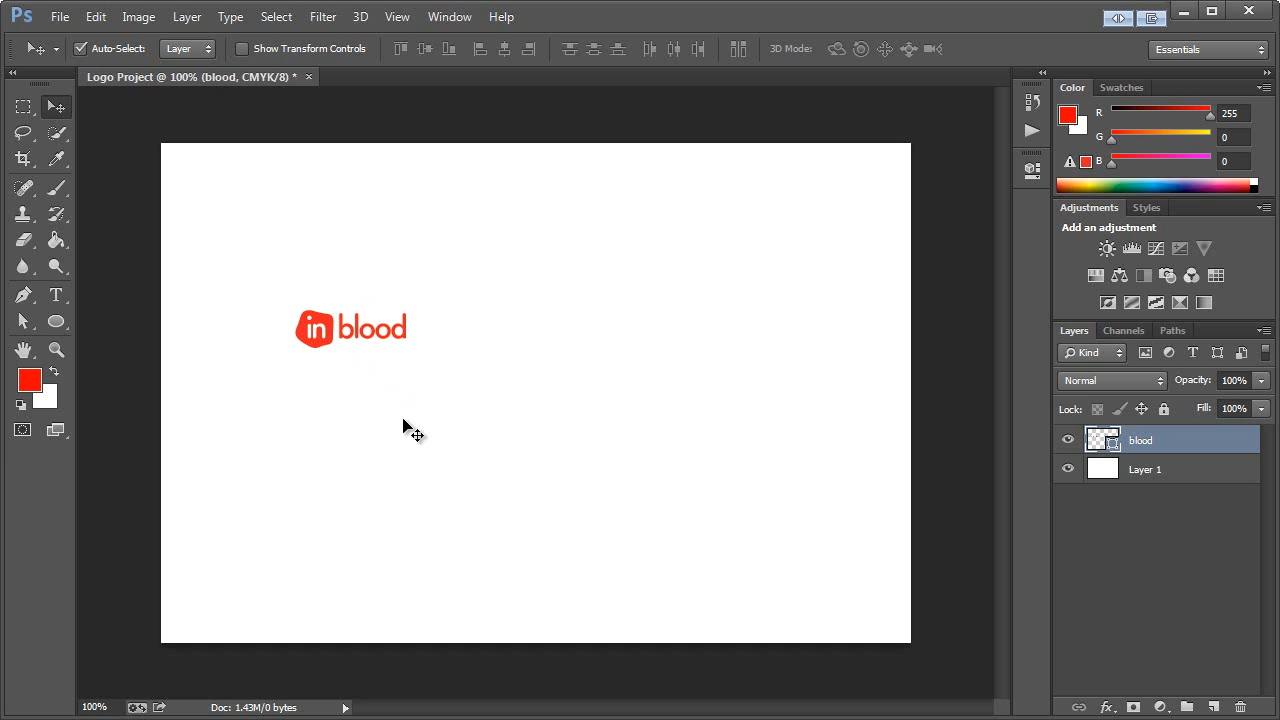 Ps File Edit Image Layer Type Select Filter 3D View Window Help
Auto-Select: Layer Show Transform Controls 3D Mode: Essentials
Logo Project @ 100% (blood, CMYK/8) * ×
Color Swatches
R 255
G 0
B 0
Adjustments Styles
Add an adjustment
in blood
Layers Channels Paths
Kind
Normal Opacity: 100%
Lock: Fill: 100%
blood
Layer 1
100% Doc: 1.43M/0 bytes
fx